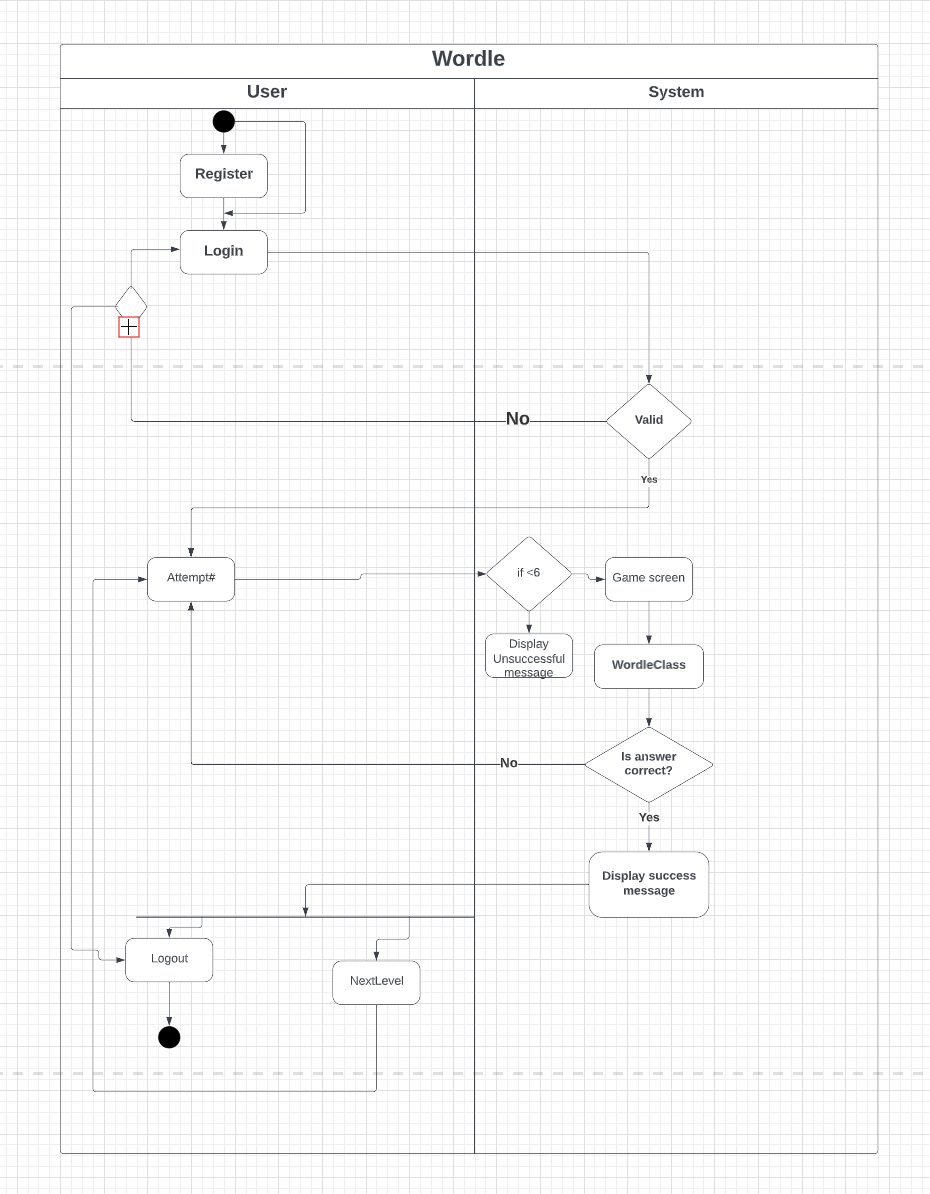 Wordle
User
System
Register
Login
No
Valid
Yes
Attempt#
if <6
Game screen
Display
Unsuccessful
message
WordleClass
No
Is answer
correct?
Yes
Display success
message
Logout
NextLevel